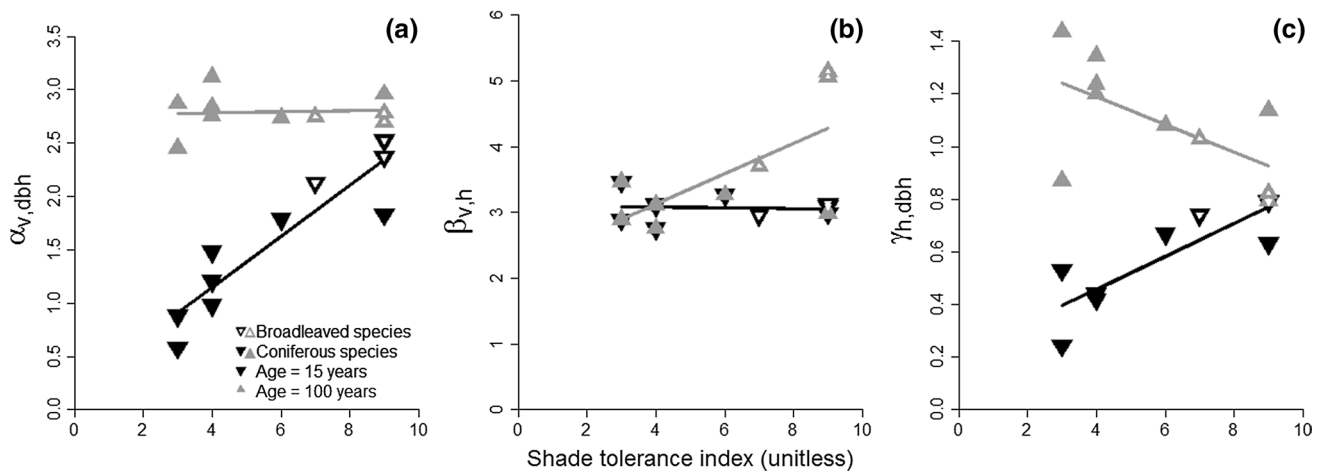 (a)
αv,dbh
3.5
3.0
2.5
2.0
1.5
1.0
0.5
0.0
0 2 4 6 8 10
Broadleaved species
Coniferous species
Age = 15 years
Age = 100 years
(b)
βv,h
6
5
4
3
2
1
0
0 2 4 6 8 10
Shade tolerance index (unitless)
(c)
γh,dbh
1.4
1.2
1.0
0.8
0.6
0.4
0.2
0.0
0 2 4 6 8 10